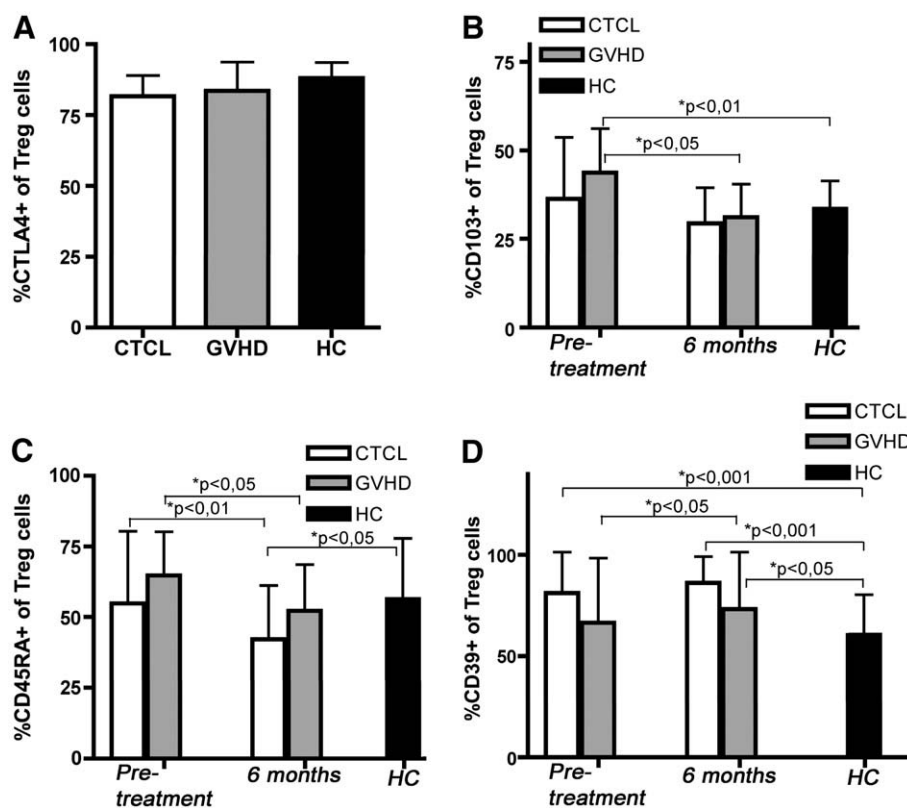 A
%CTLA4+ of Treg cells
100
75
50
25
0
CTCL GVHD HC
B
CTCL
GVHD
HC
%CD103+ of Treg cells
75
50
25
0
*p<0,01
*p<0,05
Pre-
treatment
6 months
HC
C
CTCL
GVHD
HC
%CD45RA+ of Treg cells
100
75
50
25
0
*p<0,05
*p<0,01
*p<0,05
Pre-
treatment
6 months
HC
D
CTCL
GVHD
HC
%CD39+ of Treg cells
100
50
0
*p<0,001
*p<0,05
*p<0,001
*p<0,05
Pre-
treatment
6 months
HC